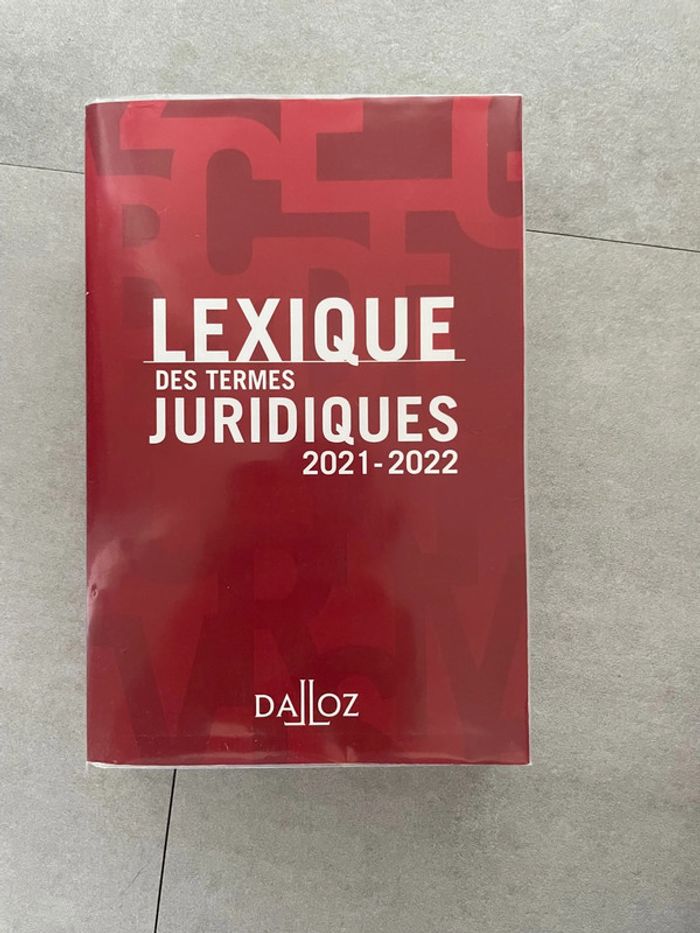 LEXIQUE
DES TERMES
JURIDIQUES
2021-2022
DALLOZ